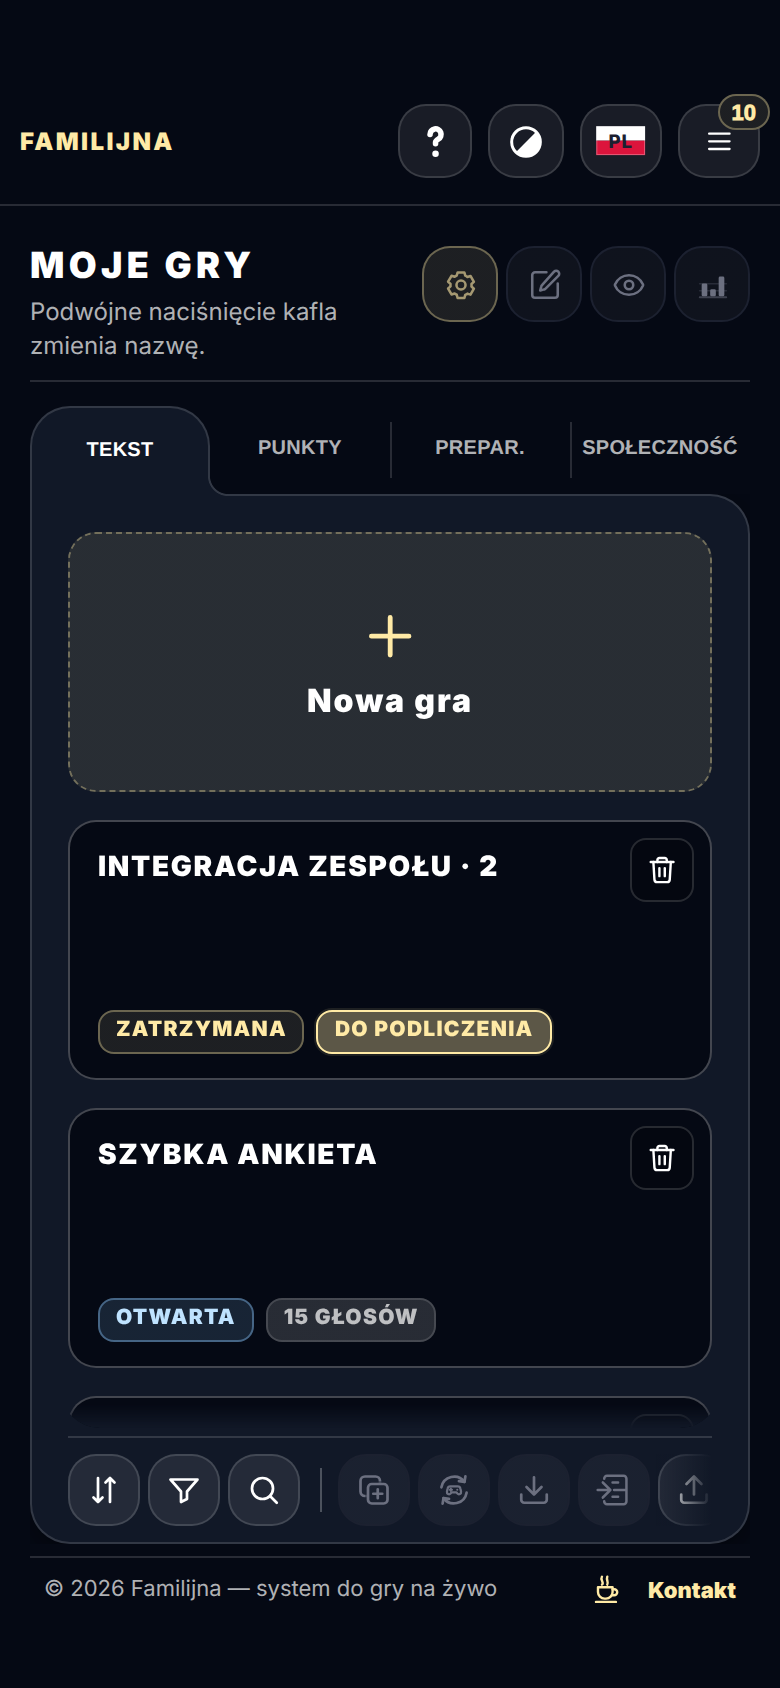 FAMILIJNA
?
PL
10
MOJE GRY
Podwójne naciśnięcie kafla
zmienia nazwę.
TEKST
PUNKTY
PREPAR.
SPOŁECZNOŚĆ
Nowa gra
INTEGRACJA ZESPOŁU · 2
ZATRZYMANA
DO PODLICZENIA
SZYBKA ANKIETA
OTWARTA
15 GŁOSÓW
© 2026 Familijna — system do gry na żywo
Kontakt